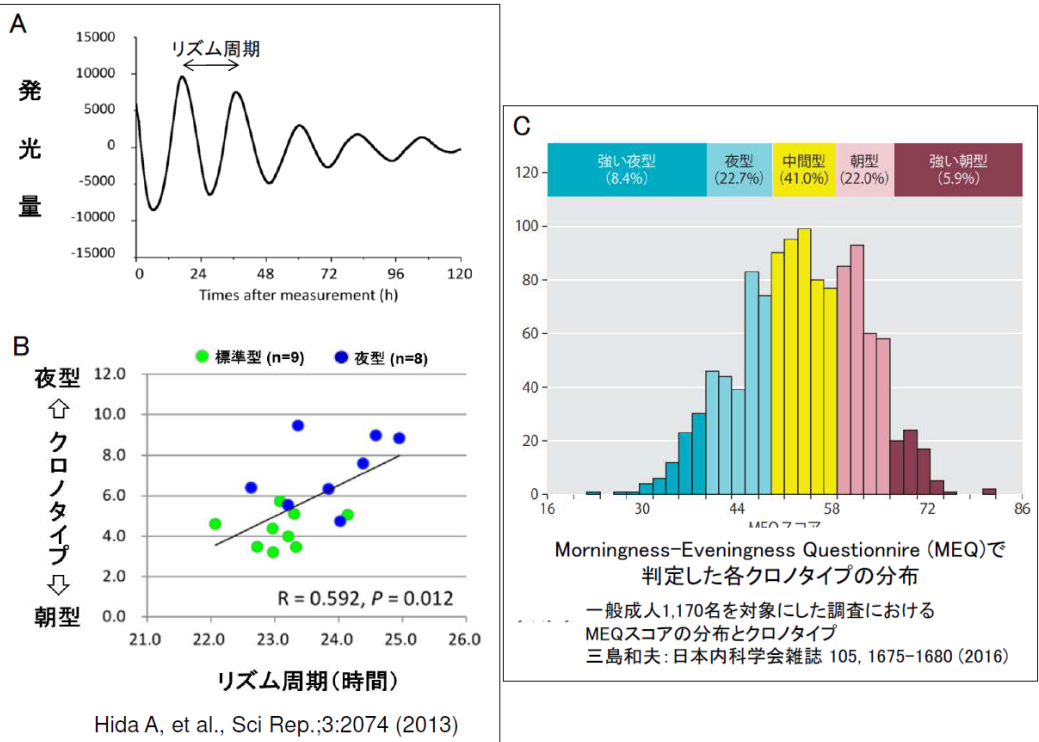 A
発光量
リズム周期
15000
10000
5000
0
-5000
-10000
-15000
0 24 48 72 96 120
Times after measurement (h)
B
標準型 (n=9) 夜型 (n=8)
夜型
クロノタイプ
朝型
12.0
10.0
8.0
6.0
4.0
2.0
0.0
R = 0.592, P = 0.012
21.0 22.0 23.0 24.0 25.0 26.0
リズム周期(時間)
Hida A, et al., Sci Rep.;3:2074 (2013)
C
強い夜型 夜型 中間型 朝型 強い朝型
(8.4%) (22.7%) (41.0%) (22.0%) (5.9%)
120
100
80
60
40
20
0
16 30 44 58 72 86
MEQスコア
Morningness-Eveningness Questionnire (MEQ)で
判定した各クロノタイプの分布
一般成人1,170名を対象にした調査における
MEQスコアの分布とクロノタイプ
三島和夫：日本内科学会雑誌 105, 1675-1680 (2016)